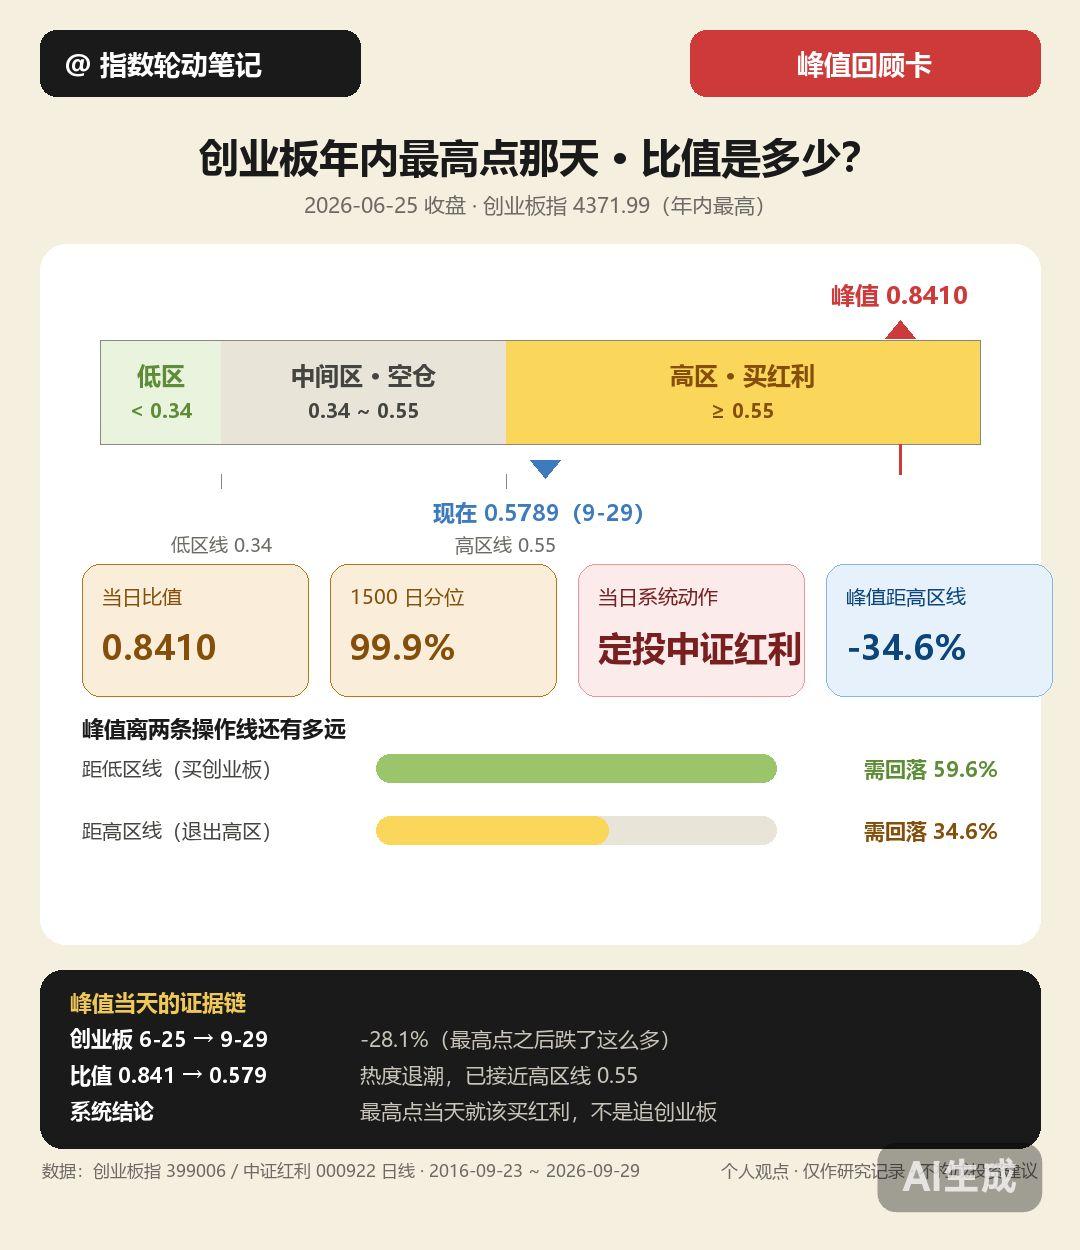 @ 指数轮动笔记
峰值回顾卡
创业板年内最高点那天·比值是多少？
2026-06-25 收盘 · 创业板指 4371.99（年内最高）
峰值 0.8410
低区
< 0.34
中间区·空仓
0.34 ~ 0.55
高区·买红利
≥ 0.55
现在 0.5789（9-29）
低区线 0.34
高区线 0.55
当日比值
0.8410
1500 日分位
99.9%
当日系统动作
定投中证红利
峰值距高区线
-34.6%
峰值离两条操作线还有多远
距低区线（买创业板）
需回落 59.6%
距高区线（退出高区）
需回落 34.6%
峰值当天的证据链
创业板 6-25 → 9-29
-28.1%（最高点之后跌了这么多）
比值 0.841 → 0.579
热度退潮，已接近高区线 0.55
系统结论
最高点当天就该买红利，不是追创业板
数据：创业板指 399006 / 中证红利 000922 日线 · 2016-09-23 ~ 2026-09-29
个人观点 · 仅作研究记录 · 不构成投资建议
AI生成